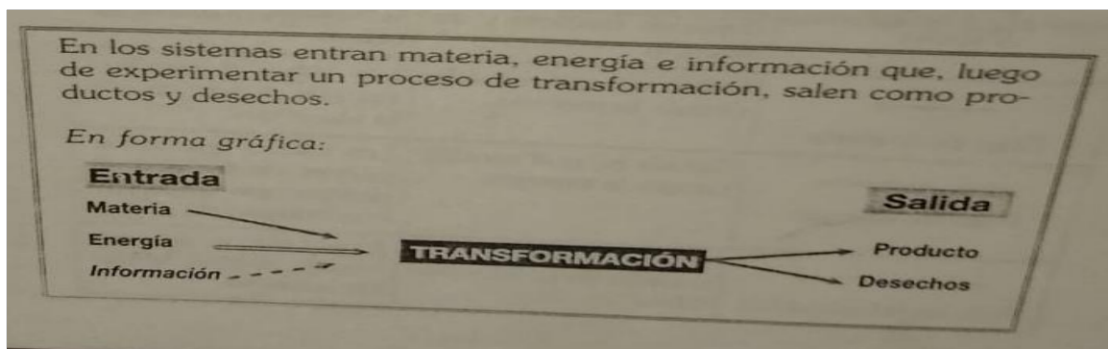 En los sistemas entran materia, energía e información que, luego
de experimentar un proceso de transformación, salen como pro-
ductos y desechos.
En forma gráfica:
Entrada
Salida
Materia
Energía
Información
TRANSFORMACIÓN
Producto
Desechos